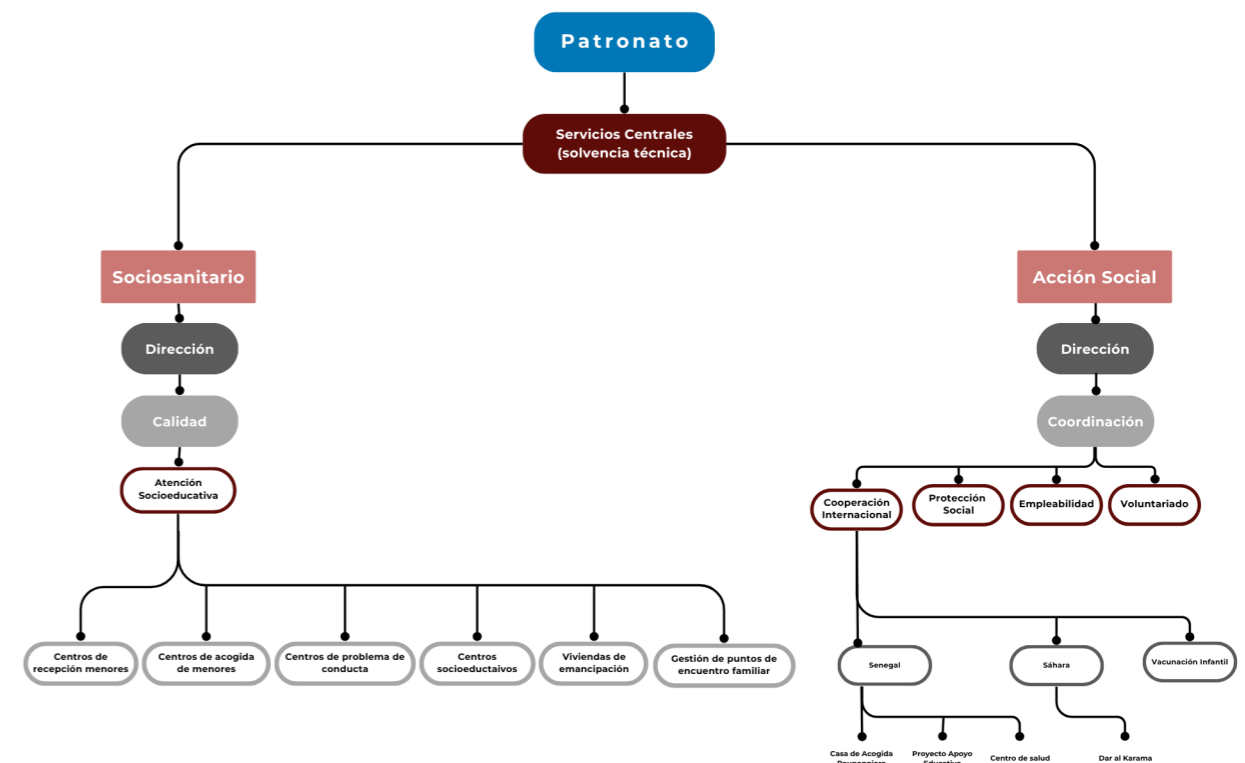 Patronato
Servicios Centrales
(solvencia técnica)
Sociosanitario
Acción Social
Dirección
Dirección
Calidad
Coordinación
Atención
Socioeducativa
Cooperación
Internacional
Protección
Social
Empleabilidad
Voluntariado
Centros de
recepción menores
Centros de acogida
de menores
Centros de problema de
conducta
Centros
socioeductaivos
Viviendas de
emancipación
Gestión de puntos de
encuentro familiar
Senegal
Sáhara
Vacunación Infantil
Casa de Acogida
Proyecto Apoyo
Educativo
Centro de salud
Dar al Karama